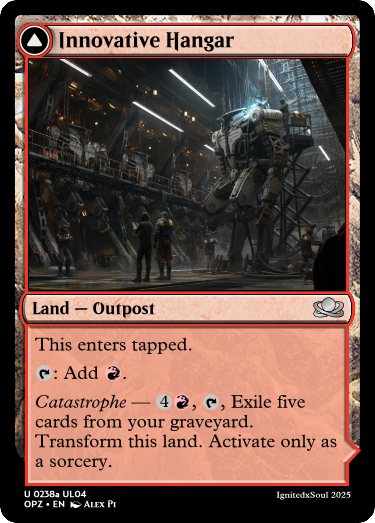 Innovative Hangar
Land — Outpost
This enters tapped.
: Add .
Catastrophe — 4 , , Exile five
cards from your graveyard.
Transform this land. Activate only as
a sorcery.
U 0238a UL04
OPZ • EN Alex Pi
IgnitedxSoul 2025